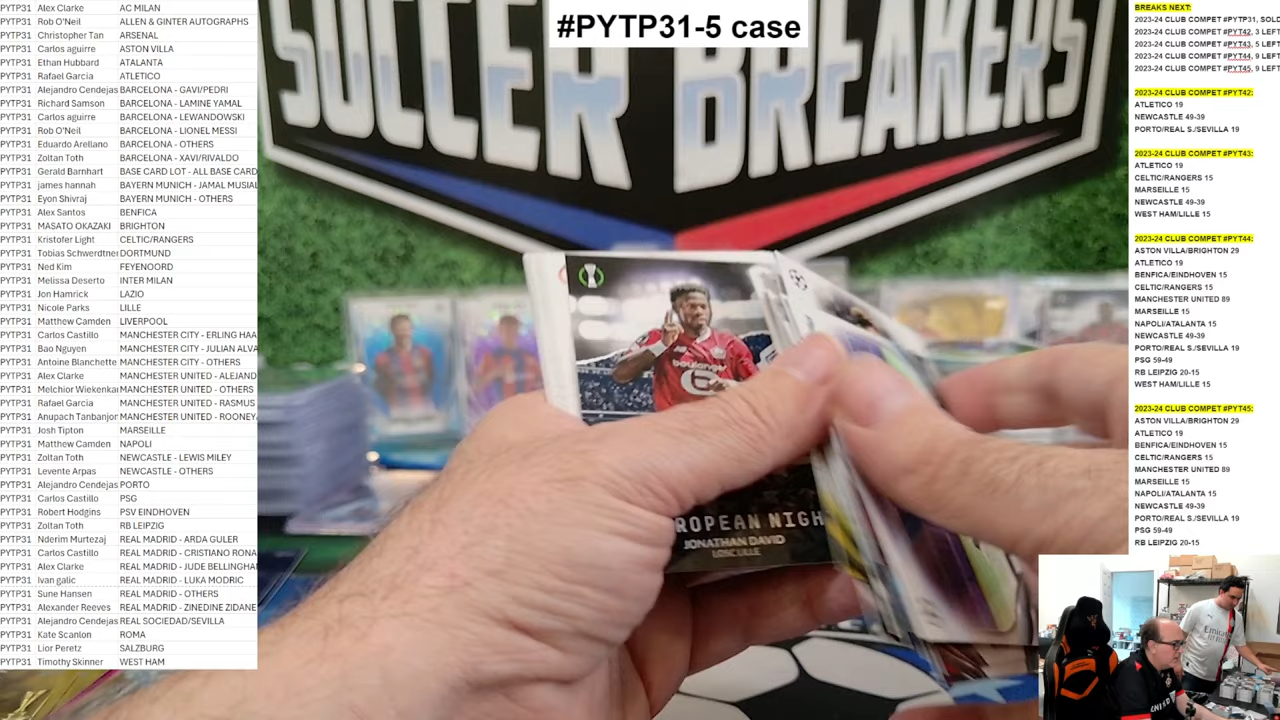 #PYTP31-5 case
SOCCER BREAKERS
PYTP31 Alex Clarke AC MILAN
PYTP31 Rob O'Neil ALLEN & GINTER AUTOGRAPHS
PYTP31 Christopher Tan ARSENAL
PYTP31 Carlos aguirre ASTON VILLA
PYTP31 Ethan Hubbard ATALANTA
PYTP31 Rafael Garcia ATLETICO
PYTP31 Alejandro Cendejas BARCELONA - GAVI/PEDRI
PYTP31 Richard Samson BARCELONA - LAMINE YAMAL
PYTP31 Carlos aguirre BARCELONA - LEWANDOWSKI
PYTP31 Rob O'Neil BARCELONA - LIONEL MESSI
PYTP31 Eduardo Arellano BARCELONA - OTHERS
PYTP31 Zoltan Toth BARCELONA - XAVI/RIVALDO
PYTP31 Gerald Barnhart BASE CARD LOT - ALL BASE CARD
PYTP31 james hannah BAYERN MUNICH - JAMAL MUSIAL
PYTP31 Eyon Shivraj BAYERN MUNICH - OTHERS
PYTP31 Alex Santos BENFICA
PYTP31 MASATO OKAZAKI BRIGHTON
PYTP31 Kristofer Light CELTIC/RANGERS
PYTP31 Tobias Schwerdtner DORTMUND
PYTP31 Ned Kim FEYENOORD
PYTP31 Melissa Deserto INTER MILAN
PYTP31 Jon Hamrick LAZIO
PYTP31 Nicole Parks LILLE
PYTP31 Matthew Camden LIVERPOOL
PYTP31 Carlos Castillo MANCHESTER CITY - ERLING HAA
PYTP31 Bao Nguyen MANCHESTER CITY - JULIAN ALVA
PYTP31 Antoine Blanchette MANCHESTER CITY - OTHERS
PYTP31 Alex Clarke MANCHESTER UNITED - ALEJAND
PYTP31 Melchior Wiekenka MANCHESTER UNITED - OTHERS
PYTP31 Rafael Garcia MANCHESTER UNITED - RASMUS
PYTP31 Anupach Tanbanjor MANCHESTER UNITED - ROONEY
PYTP31 Josh Tipton MARSEILLE
PYTP31 Matthew Camden NAPOLI
PYTP31 Zoltan Toth NEWCASTLE - LEWIS MILEY
PYTP31 Levente Arpas NEWCASTLE - OTHERS
PYTP31 Alejandro Cendejas PORTO
PYTP31 Carlos Castillo PSG
PYTP31 Robert Hodgins PSV EINDHOVEN
PYTP31 Zoltan Toth RB LEIPZIG
PYTP31 Nderim Murtezaj REAL MADRID - ARDA GULER
PYTP31 Carlos Castillo REAL MADRID - CRISTIANO RONA
PYTP31 Alex Clarke REAL MADRID - JUDE BELLINGHA
PYTP31 Ivan galic REAL MADRID - LUKA MODRIC
PYTP31 Sune Hansen REAL MADRID - OTHERS
PYTP31 Alexander Reeves REAL MADRID - ZINEDINE ZIDANE
PYTP31 Alejandro Cendejas REAL SOCIEDAD/SEVILLA
PYTP31 Kate Scanlon ROMA
PYTP31 Lior Peretz SALZBURG
PYTP31 Timothy Skinner WEST HAM
ROPEAN NIGH
JONATHAN DAVID
LOSC LILLE
BREAKS NEXT:
2023-24 CLUB COMPET #PYTP31, SOLD
2023-24 CLUB COMPET #PYT42, 3 LEFT
2023-24 CLUB COMPET #PYT43, 5 LEFT
2023-24 CLUB COMPET #PYT44, 9 LEFT
2023-24 CLUB COMPET #PYT45, 9 LEFT
2023-24 CLUB COMPET #PYT42:
ATLETICO 19
NEWCASTLE 49-39
PORTO/REAL S./SEVILLA 19
2023-24 CLUB COMPET #PYT43:
ATLETICO 19
CELTIC/RANGERS 15
MARSEILLE 15
NEWCASTLE 49-39
WEST HAM/LILLE 15
2023-24 CLUB COMPET #PYT44:
ASTON VILLA/BRIGHTON 29
ATLETICO 19
BENFICA/EINDHOVEN 15
CELTIC/RANGERS 15
MANCHESTER UNITED 89
MARSEILLE 15
NAPOLI/ATALANTA 15
NEWCASTLE 49-39
PORTO/REAL S./SEVILLA 19
PSG 59-49
RB LEIPZIG 20-15
WEST HAM/LILLE 15
2023-24 CLUB COMPET #PYT45:
ASTON VILLA/BRIGHTON 29
ATLETICO 19
BENFICA/EINDHOVEN 15
CELTIC/RANGERS 15
MANCHESTER UNITED 89
MARSEILLE 15
NAPOLI/ATALANTA 15
NEWCASTLE 49-39
PORTO/REAL S./SEVILLA 19
PSG 59-49
RB LEIPZIG 20-15